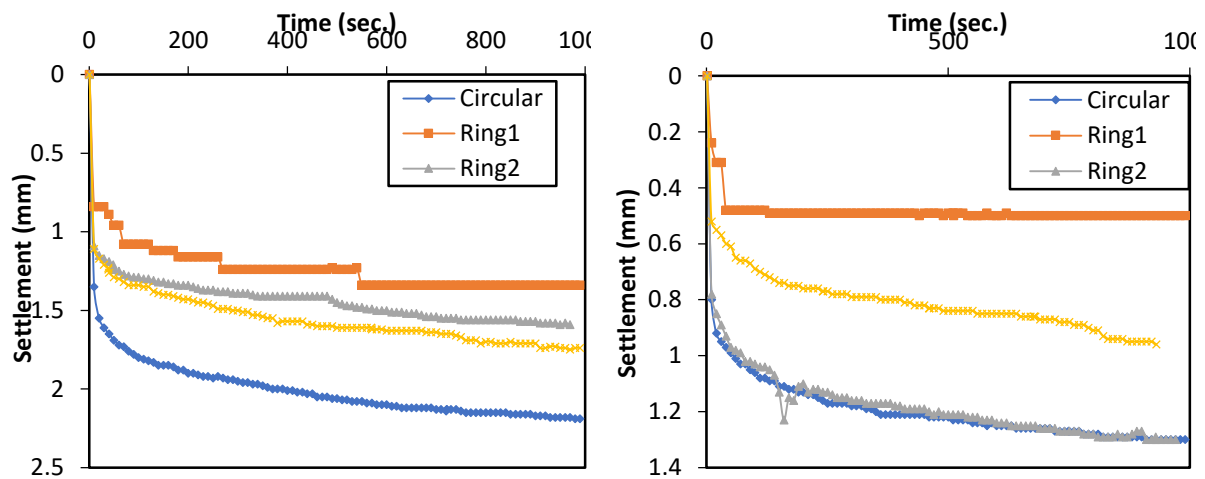 Time (sec.)
0 200 400 600 800 100
0
0.5
1
1.5
2
2.5
Settlement (mm)
Circular
Ring1
Ring2
Time (sec.)
0 500 100
0
0.2
0.4
0.6
0.8
1
1.2
1.4
Settlement (mm)
Circular
Ring1
Ring2